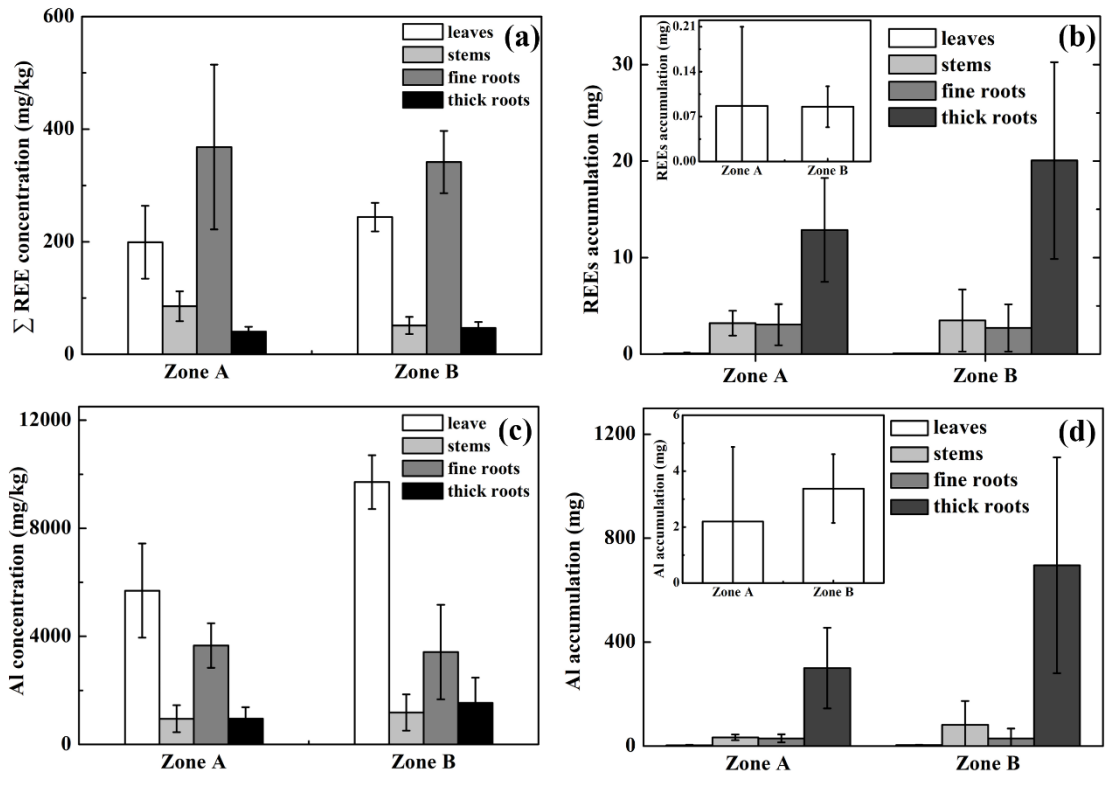 (a)
leaves
stems
fine roots
thick roots
∑ REE concentration (mg/kg)
600
400
200
0
Zone A
Zone B
(b)
leaves
stems
fine roots
thick roots
REEs accumulation (mg)
30
20
10
0
Zone A
Zone B
REEs accumulation (mg)
0.21
0.14
0.07
0.00
Zone A
Zone B
(c)
leave
stems
fine roots
thick roots
Al concentration (mg/kg)
12000
8000
4000
0
Zone A
Zone B
(d)
leaves
stems
fine roots
thick roots
Al accumulation (mg)
1200
800
400
0
Zone A
Zone B
Al accumulation (mg)
6
4
2
0
Zone A
Zone B